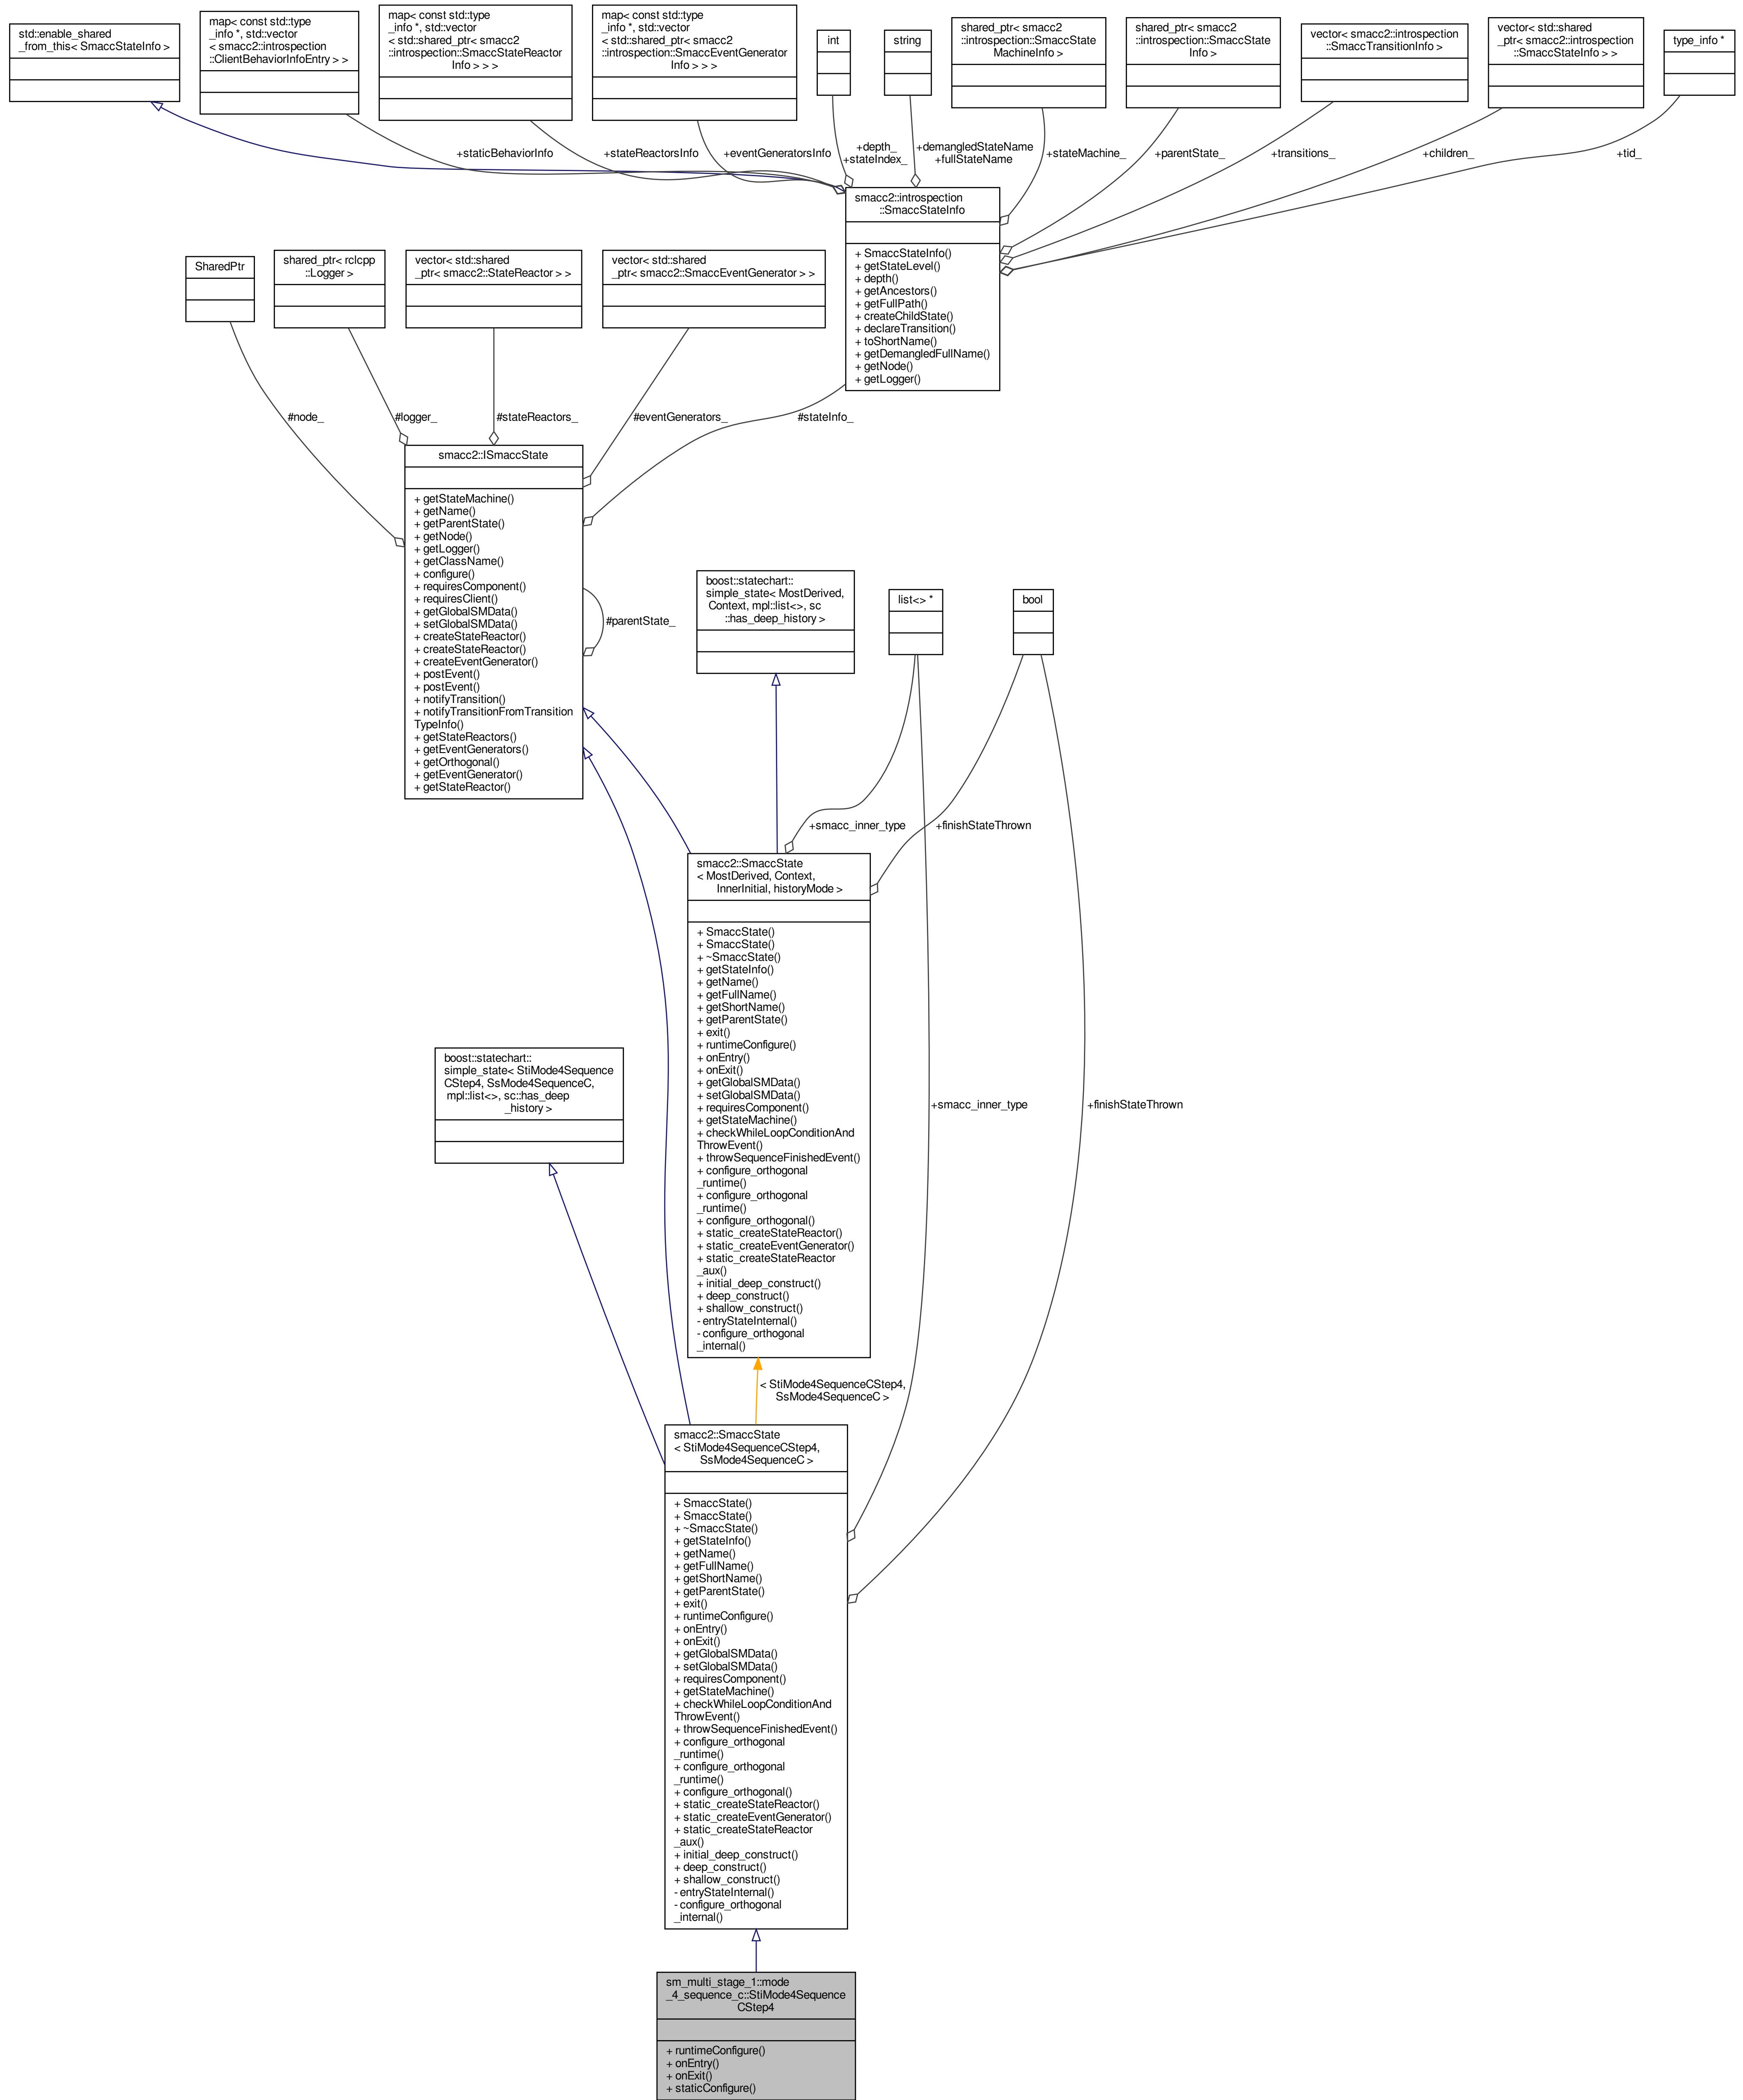 std::enable_shared
_from_this< SmaccStateInfo >
map< const std::type
_info *, std::vector
< smacc2::introspection
::ClientBehaviorInfoEntry > >
map< const std::type
_info *, std::vector
< std::shared_ptr< smacc2
::introspection::SmaccStateReactor
Info > > >
map< const std::type
_info *, std::vector
< std::shared_ptr< smacc2
::introspection::SmaccEventGenerator
Info > > >
int
string
shared_ptr< smacc2
::introspection::SmaccState
MachineInfo >
shared_ptr< smacc2
::introspection::SmaccState
Info >
vector< smacc2::introspection
::SmaccTransitionInfo >
vector< std::shared
_ptr< smacc2::introspection
::SmaccStateInfo > >
type_info *
+staticBehaviorInfo
+stateReactorsInfo
+eventGeneratorsInfo
+depth_
+stateIndex_
+demangledStateName
+fullStateName
+stateMachine_
+parentState_
+transitions_
+children_
+tid_
smacc2::introspection
::SmaccStateInfo
+ SmaccStateInfo()
+ getStateLevel()
+ depth()
+ getAncestors()
+ getFullPath()
+ createChildState()
+ declareTransition()
+ toShortName()
+ getDemangledFullName()
+ getNode()
+ getLogger()
SharedPtr
shared_ptr< rclcpp
::Logger >
vector< std::shared
_ptr< smacc2::StateReactor > >
vector< std::shared
_ptr< smacc2::SmaccEventGenerator > >
#node_
#logger_
#stateReactors_
#eventGenerators_
#stateInfo_
smacc2::ISmaccState
+ getStateMachine()
+ getName()
+ getParentState()
+ getNode()
+ getLogger()
+ getClassName()
+ configure()
+ requiresComponent()
+ requiresClient()
+ getGlobalSMData()
+ setGlobalSMData()
+ createStateReactor()
+ createStateReactor()
+ createEventGenerator()
+ postEvent()
+ postEvent()
+ notifyTransition()
+ notifyTransitionFromTransition
TypeInfo()
+ getStateReactors()
+ getEventGenerators()
+ getOrthogonal()
+ getEventGenerator()
+ getStateReactor()
#parentState_
boost::statechart::
simple_state< MostDerived,
Context, mpl::list<>, sc
::has_deep_history >
list<> *
bool
+smacc_inner_type
+finishStateThrown
smacc2::SmaccState
< MostDerived, Context,
InnerInitial, historyMode >
+ SmaccState()
+ SmaccState()
+ ~SmaccState()
+ getStateInfo()
+ getName()
+ getFullName()
+ getShortName()
+ getParentState()
+ exit()
+ runtimeConfigure()
+ onEntry()
+ onExit()
+ getGlobalSMData()
+ setGlobalSMData()
+ requiresComponent()
+ getStateMachine()
+ checkWhileLoopConditionAnd
ThrowEvent()
+ throwSequenceFinishedEvent()
+ configure_orthogonal
_runtime()
+ configure_orthogonal
_runtime()
+ configure_orthogonal()
+ static_createStateReactor()
+ static_createEventGenerator()
+ static_createStateReactor
_aux()
+ initial_deep_construct()
+ deep_construct()
+ shallow_construct()
- entryStateInternal()
- configure_orthogonal
_internal()
boost::statechart::
simple_state< StiMode4Sequence
CStep4, SsMode4SequenceC,
mpl::list<>, sc::has_deep
_history >
+smacc_inner_type
+finishStateThrown
< StiMode4SequenceCStep4,
SsMode4SequenceC >
smacc2::SmaccState
< StiMode4SequenceCStep4,
SsMode4SequenceC >
+ SmaccState()
+ SmaccState()
+ ~SmaccState()
+ getStateInfo()
+ getName()
+ getFullName()
+ getShortName()
+ getParentState()
+ exit()
+ runtimeConfigure()
+ onEntry()
+ onExit()
+ getGlobalSMData()
+ setGlobalSMData()
+ requiresComponent()
+ getStateMachine()
+ checkWhileLoopConditionAnd
ThrowEvent()
+ throwSequenceFinishedEvent()
+ configure_orthogonal
_runtime()
+ configure_orthogonal
_runtime()
+ configure_orthogonal()
+ static_createStateReactor()
+ static_createEventGenerator()
+ static_createStateReactor
_aux()
+ initial_deep_construct()
+ deep_construct()
+ shallow_construct()
- entryStateInternal()
- configure_orthogonal
_internal()
sm_multi_stage_1::mode
_4_sequence_c::StiMode4Sequence
CStep4
+ runtimeConfigure()
+ onEntry()
+ onExit()
+ staticConfigure()